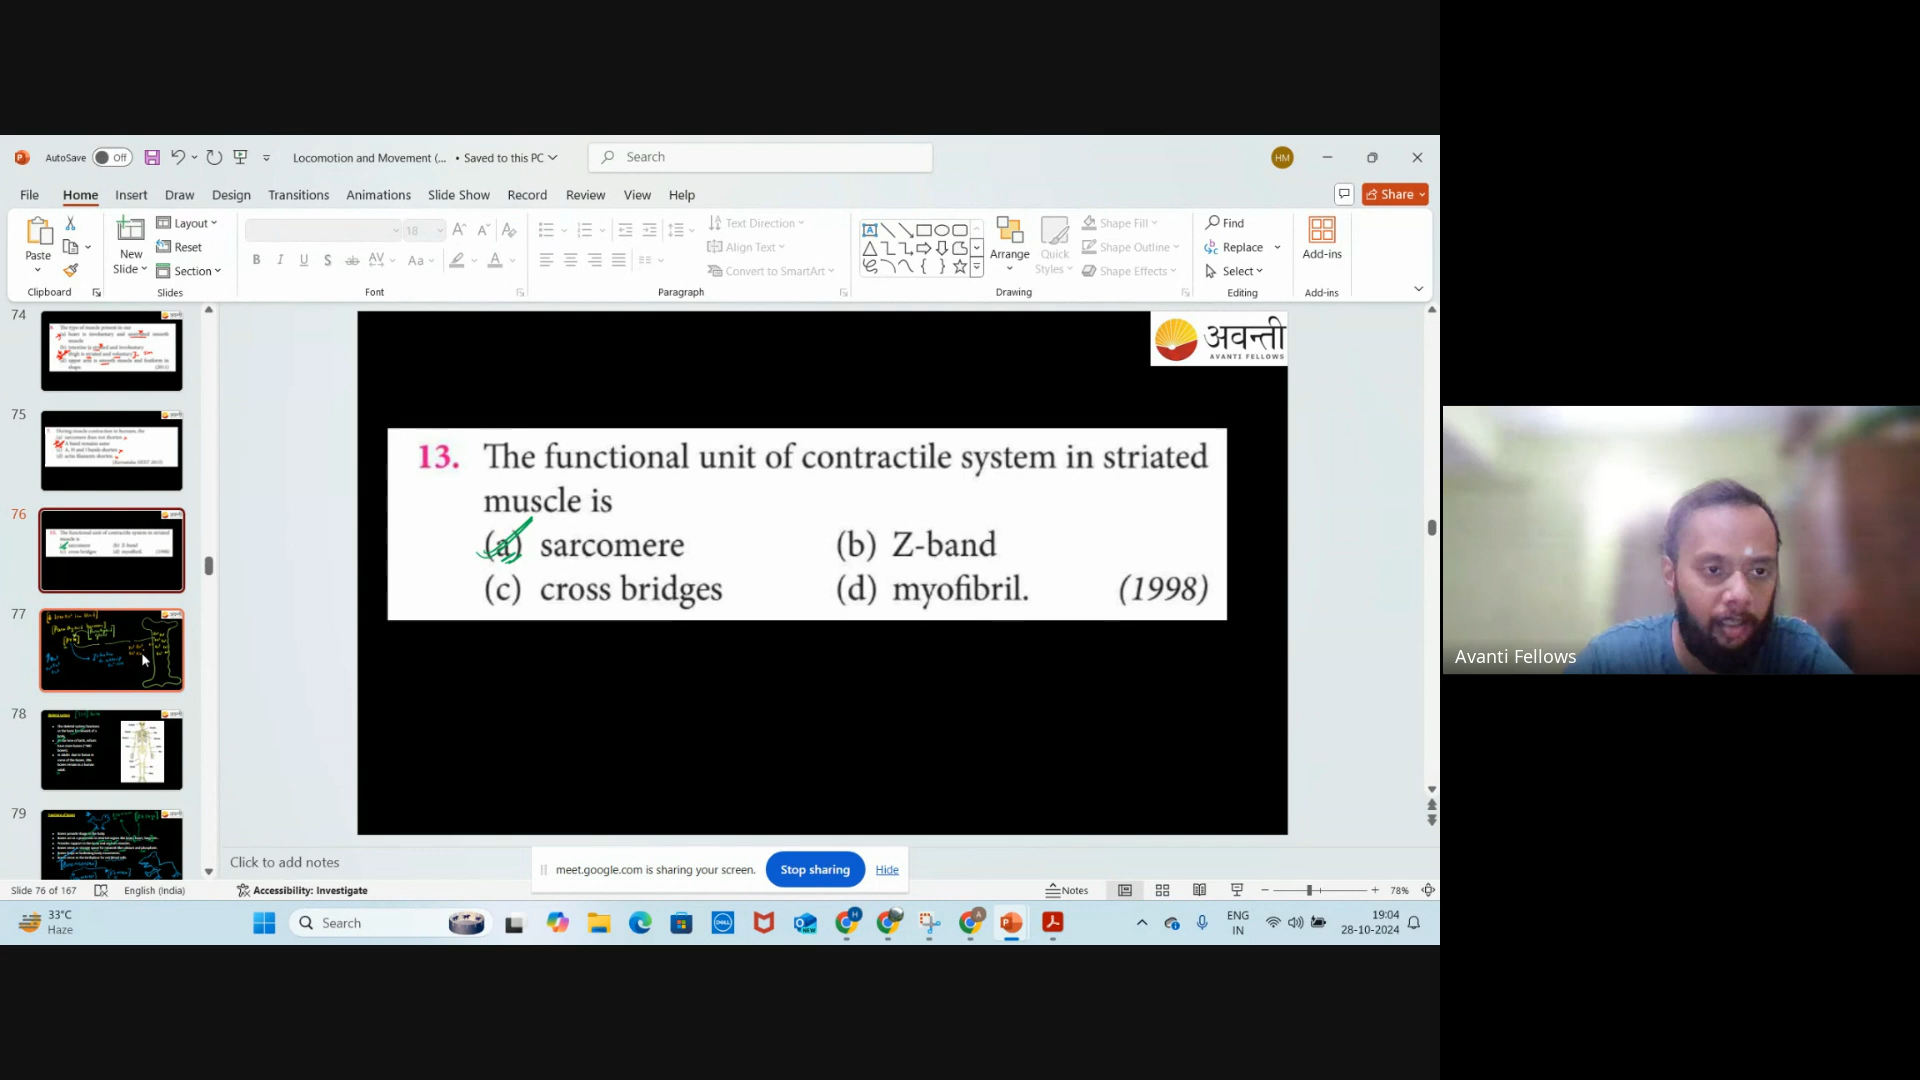 AutoSave Off Locomotion and Movement (... • Saved to this PC Search HM
File Home Insert Draw Design Transitions Animations Slide Show Record Review View Help Share
Paste
Clipboard
New
Slide
Layout
Reset
Section
Slides
18
B I U S ab AV Aa A
Font
Text Direction
Align Text
Convert to SmartArt
Paragraph
Arrange
Quick
Styles
Shape Fill
Shape Outline
Shape Effects
Drawing
Find
Replace
Select
Editing
Add-ins
Add-ins
74
75
76
77
78
79
अवन्ती
AVANTI FELLOWS
13. The functional unit of contractile system in striated
muscle is
(a) sarcomere (b) Z-band
(c) cross bridges (d) myofibril. (1998)
Avanti Fellows
Click to add notes
meet.google.com is sharing your screen. Stop sharing Hide
Slide 76 of 167 English (India) Accessibility: Investigate Notes 78%
33°C
Haze
Search
ENG
IN
19:04
28-10-2024